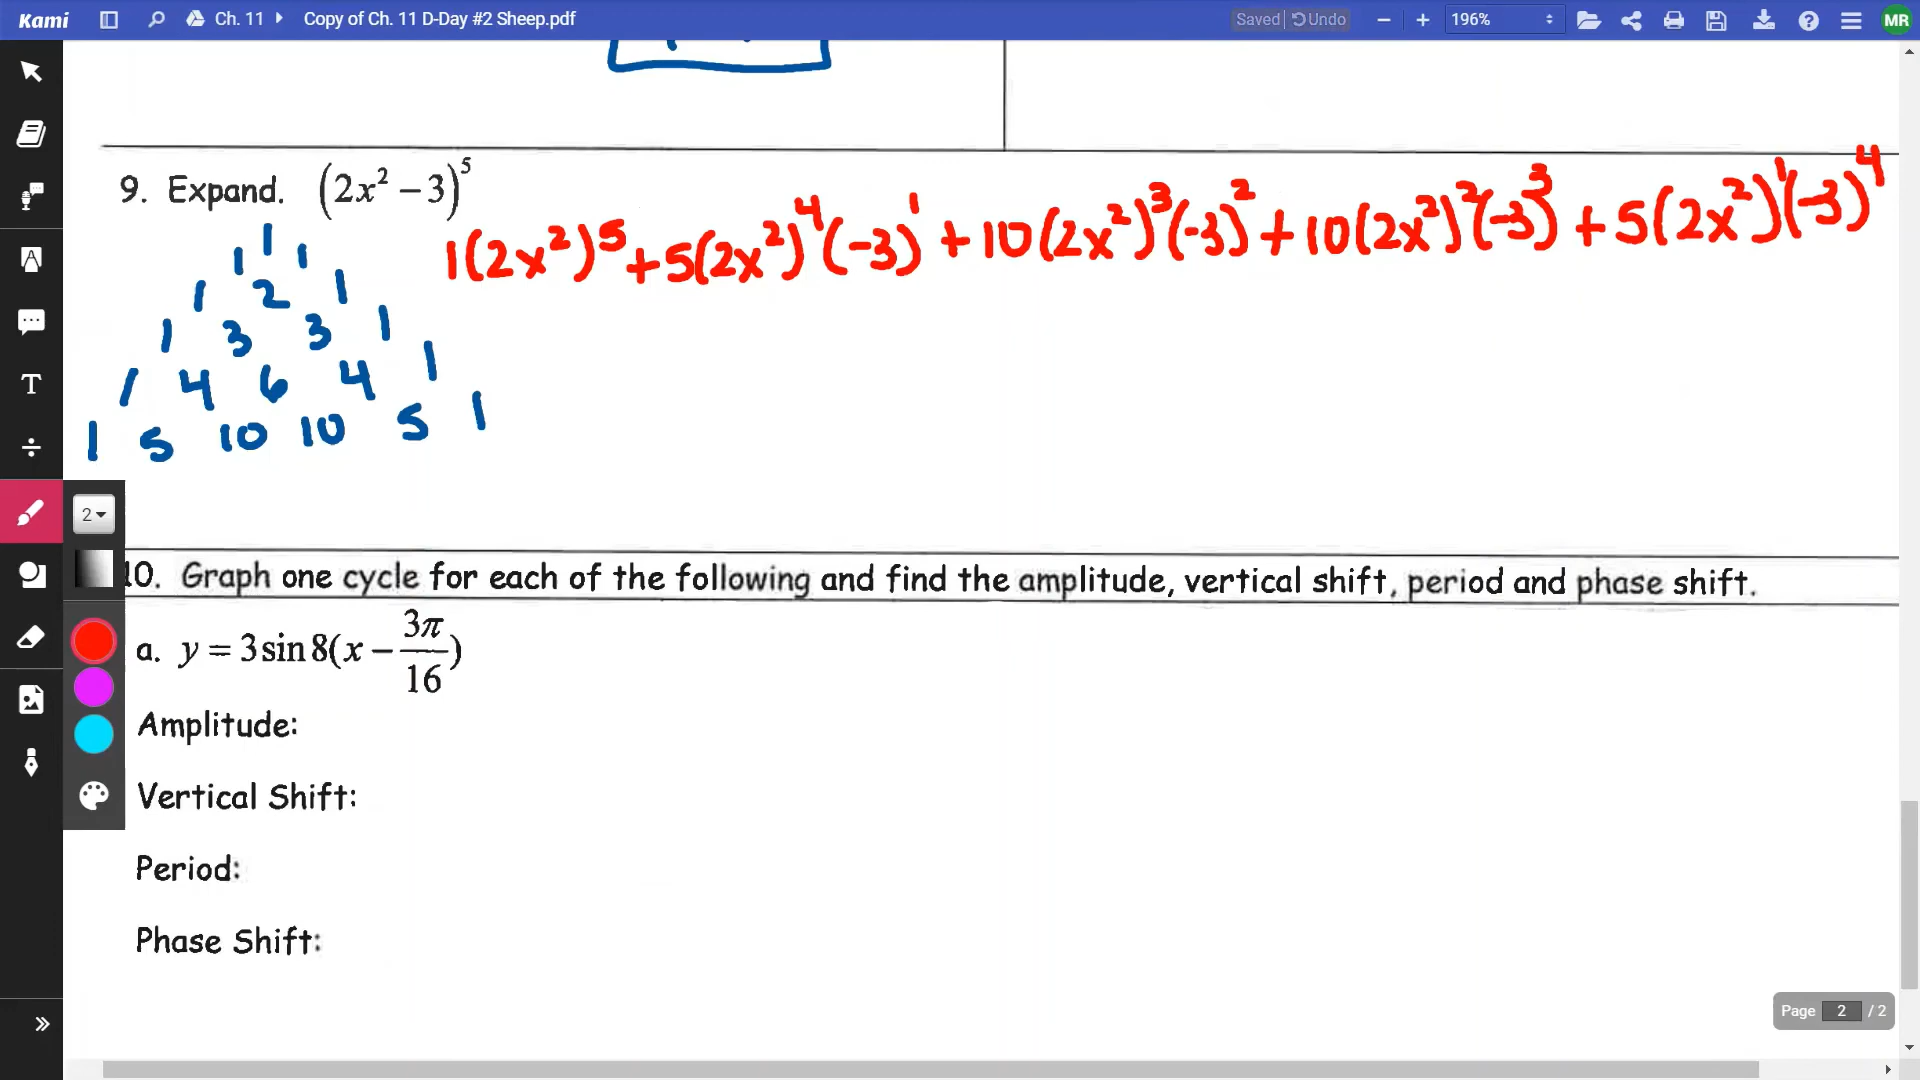 Kami Ch. 11 Copy of Ch. 11 D-Day #2 Sheep.pdf Saved Undo − + 196% MR
9. Expand. (2x² − 3)⁵
1(2x²)⁵ + 5(2x²)⁴(-3)¹ + 10(2x²)³(-3)² + 10(2x²)²(-3)³ + 5(2x²)¹(-3)⁴
1
1 1
1 2 1
1 3 3 1
1 4 6 4 1
1 5 10 10 5 1
2
10. Graph one cycle for each of the following and find the amplitude, vertical shift, period and phase shift.
a. y = 3 sin 8(x − 3π/16)
Amplitude:
Vertical Shift:
Period:
Phase Shift:
Page 2 / 2